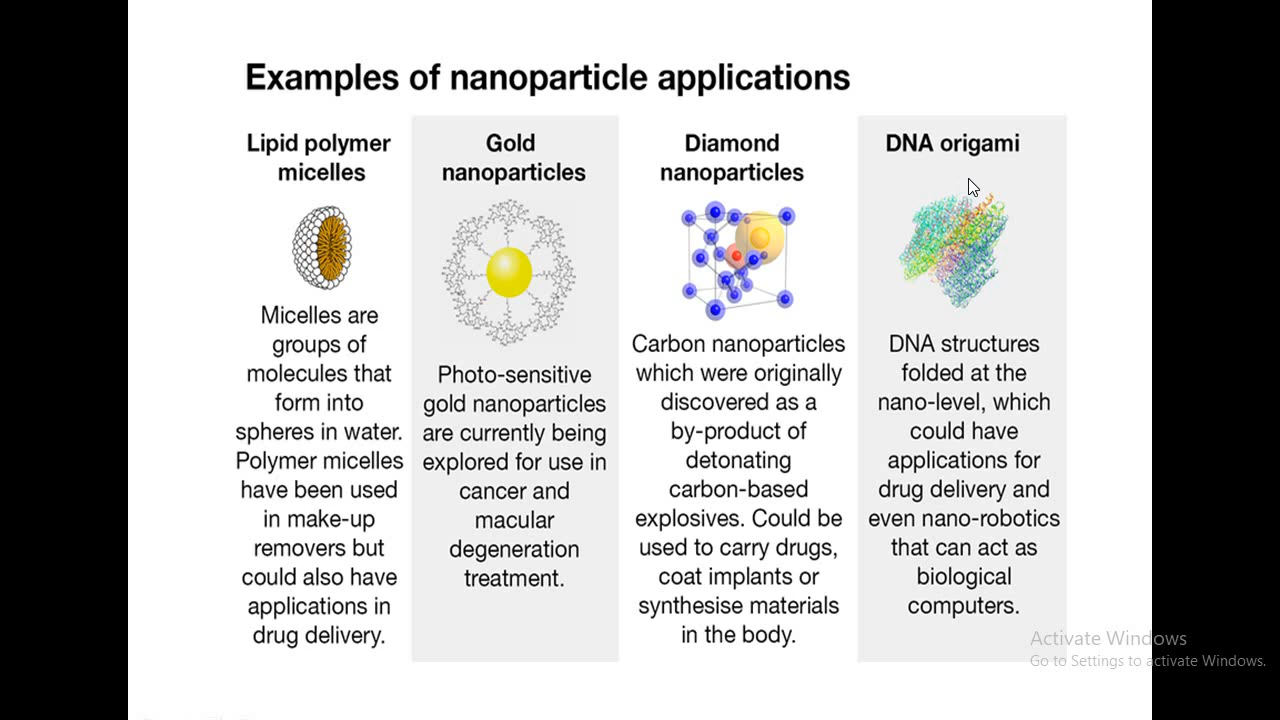 Examples of nanoparticle applications
Lipid polymer
micelles
Micelles are
groups of
molecules that
form into
spheres in water.
Polymer micelles
have been used
in make-up
removers but
could also have
applications in
drug delivery.
Gold
nanoparticles
Photo-sensitive
gold nanoparticles
are currently being
explored for use in
cancer and
macular
degeneration
treatment.
Diamond
nanoparticles
Carbon nanoparticles
which were originally
discovered as a
by-product of
detonating
carbon-based
explosives. Could be
used to carry drugs,
coat implants or
synthesise materials
in the body.
DNA origami
DNA structures
folded at the
nano-level, which
could have
applications for
drug delivery and
even nano-robotics
that can act as
biological
computers.
Activate Windows
Go to Settings to activate Windows.